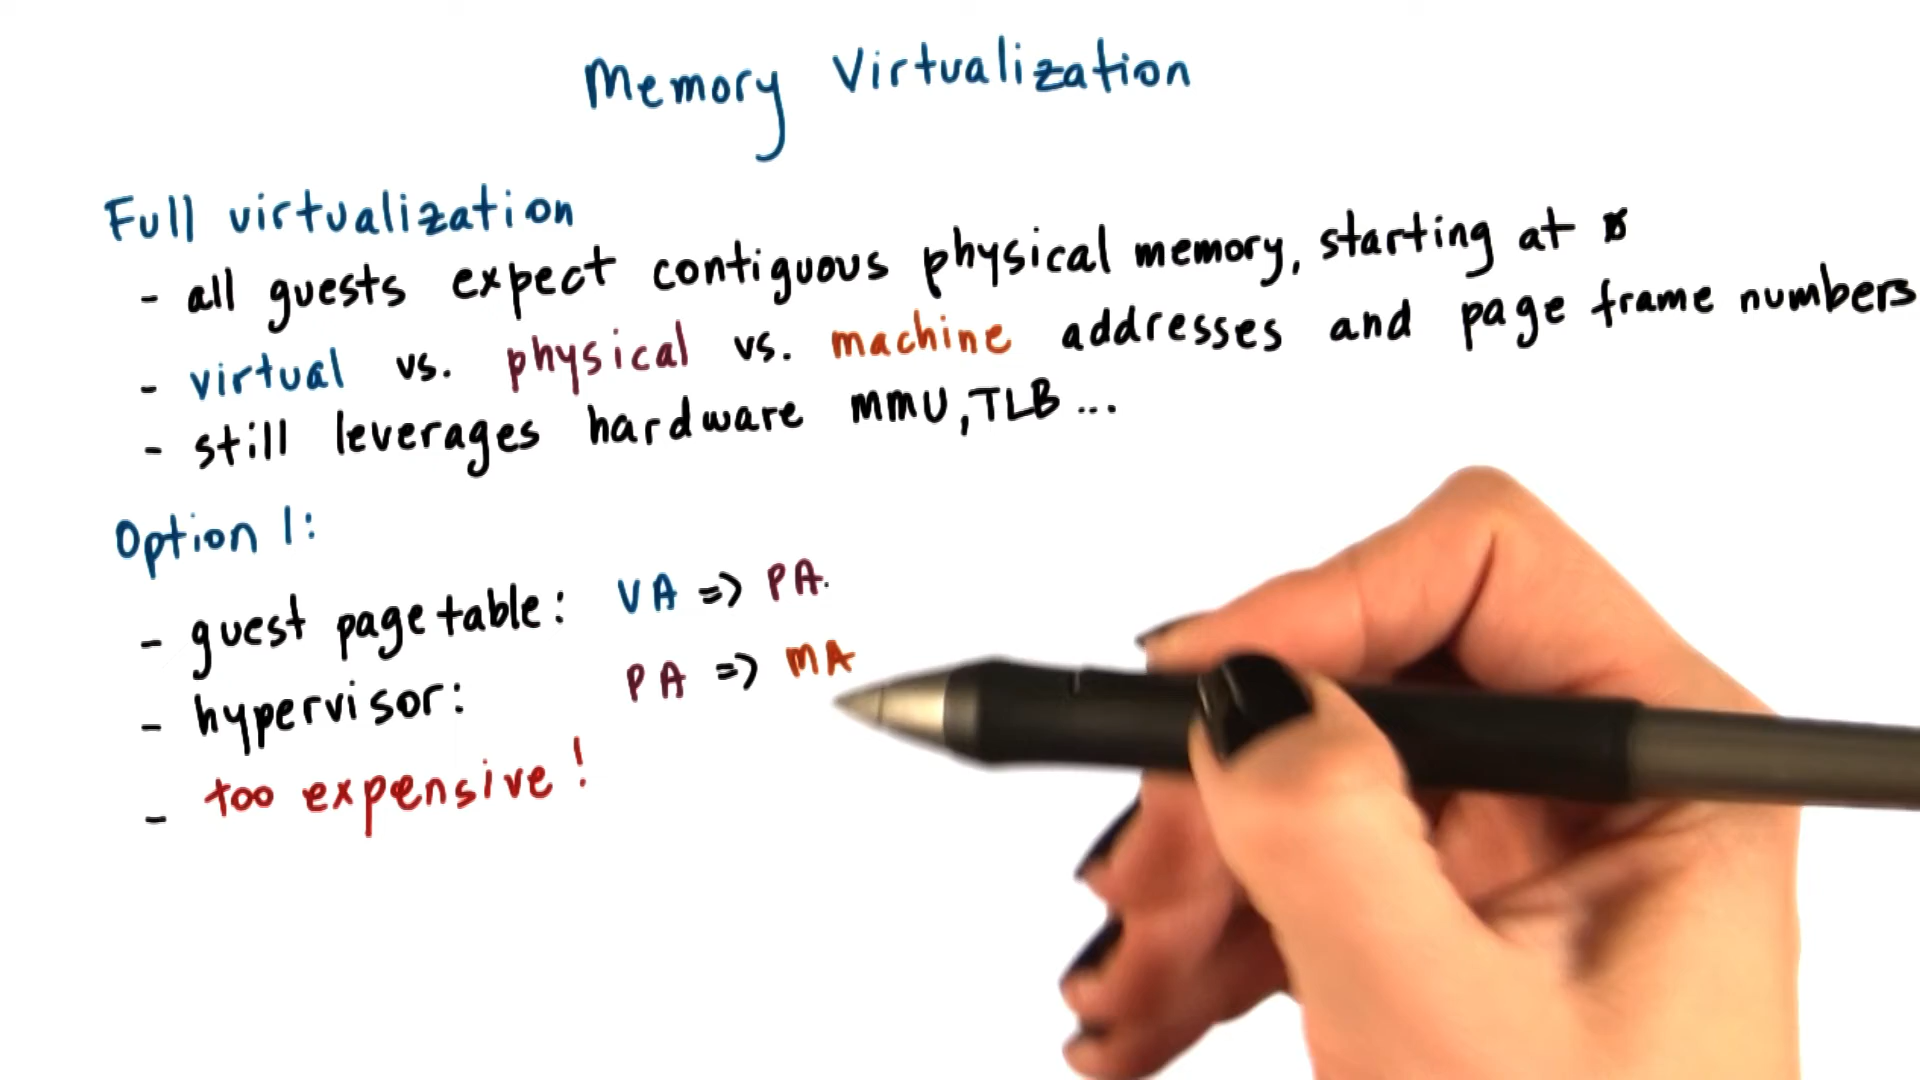 Memory Virtualization
Full virtualization
- all guests expect contiguous physical memory, starting at 0
- virtual vs. physical vs. machine addresses and page frame numbers
- still leverages hardware MMU, TLB...
Option 1:
- guest page table: VA => PA.
- hypervisor: PA => MA
- too expensive!